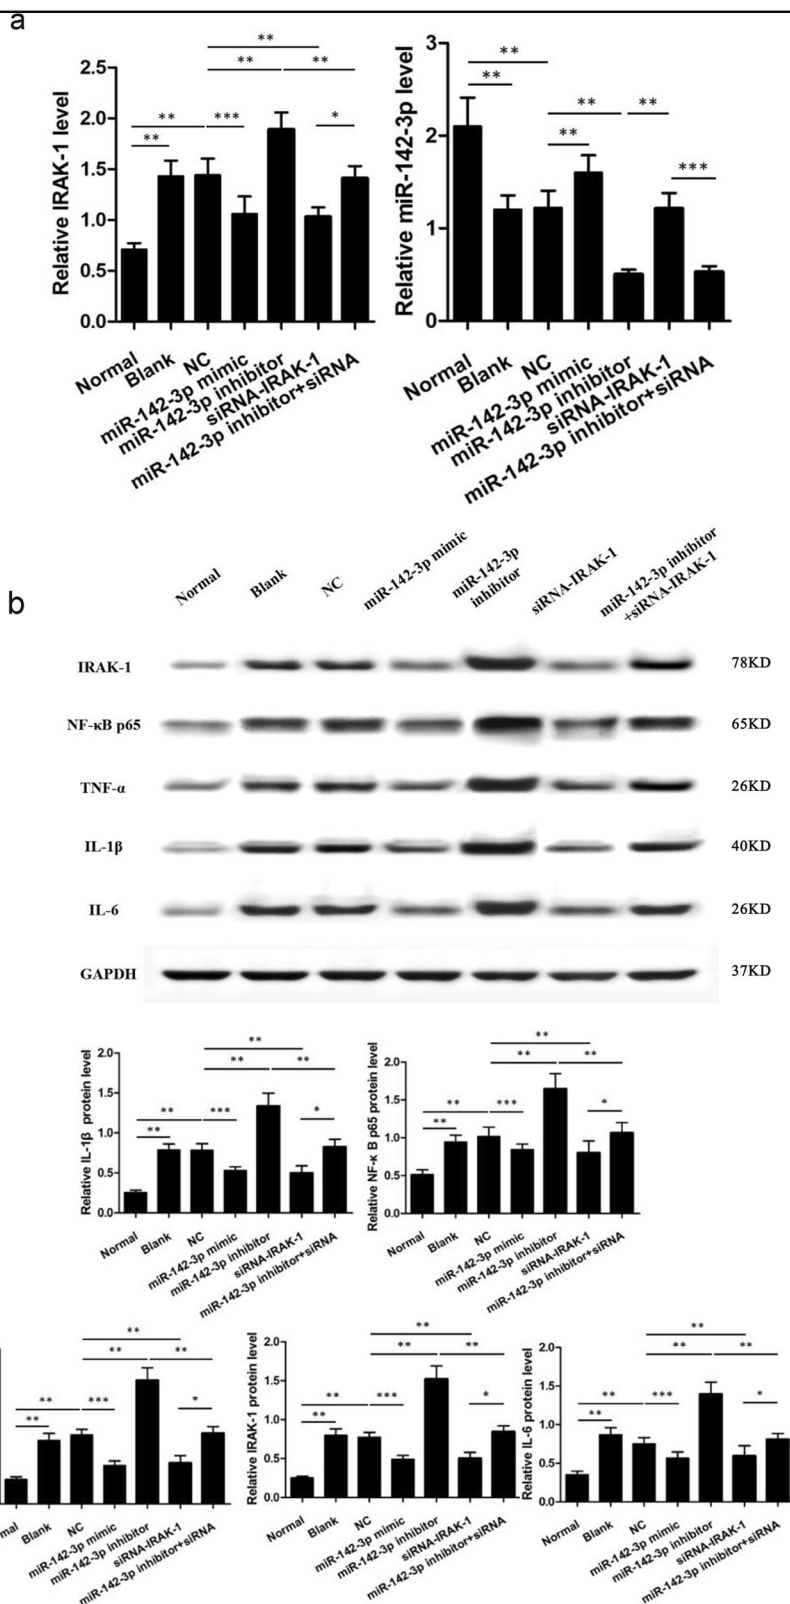 a
** ** ** ** *** ** *
Relative IRAK-1 level
2.5
2.0
1.5
1.0
0.5
0.0
Normal
Blank
NC
miR-142-3p mimic
miR-142-3p inhibitor
siRNA-IRAK-1
miR-142-3p inhibitor+siRNA
** ** ** ** ** ***
Relative miR-142-3p level
3
2
1
0
Normal
Blank
NC
miR-142-3p mimic
miR-142-3p inhibitor
siRNA-IRAK-1
miR-142-3p inhibitor+siRNA
b
Normal
Blank
NC
miR-142-3p mimic
miR-142-3p
inhibitor
siRNA-IRAK-1
miR-142-3p inhibitor
+siRNA-IRAK-1
IRAK-1 78KD
NF-κB p65 65KD
TNF-α 26KD
IL-1β 40KD
IL-6 26KD
GAPDH 37KD
** ** ** ** *** ** *
Relative IL-1β protein level
2.0
1.5
1.0
0.5
0.0
Normal
Blank
NC
miR-142-3p mimic
miR-142-3p inhibitor
siRNA-IRAK-1
miR-142-3p inhibitor+siRNA
** ** ** ** *** ** *
Relative NF-κ B p65 protein level
2.0
1.5
1.0
0.5
0.0
Normal
Blank
NC
miR-142-3p mimic
miR-142-3p inhibitor
siRNA-IRAK-1
miR-142-3p inhibitor+siRNA
** ** ** ** *** ** *
mal
Blank
NC
miR-142-3p mimic
miR-142-3p inhibitor
siRNA-IRAK-1
miR-142-3p inhibitor+siRNA
** ** ** ** *** ** *
Relative IRAK-1 protein level
2.0
1.5
1.0
0.5
0.0
Normal
Blank
NC
miR-142-3p mimic
miR-142-3p inhibitor
siRNA-IRAK-1
miR-142-3p inhibitor+siRNA
** ** ** ** *** ** *
Relative IL-6 protein level
2.0
1.5
1.0
0.5
0.0
Normal
Blank
NC
miR-142-3p mimic
miR-142-3p inhibitor
siRNA-IRAK-1
miR-142-3p inhibitor+siRNA